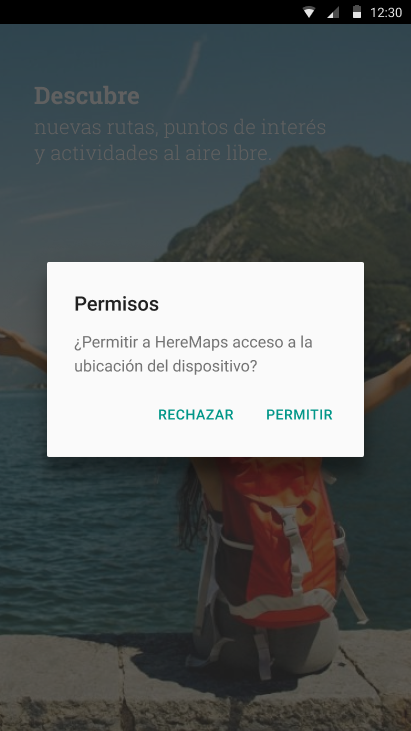 12:30
Descubre
nuevas rutas, puntos de interés
y actividades al aire libre.
Permisos
¿Permitir a HereMaps acceso a la
ubicación del dispositivo?
RECHAZAR PERMITIR